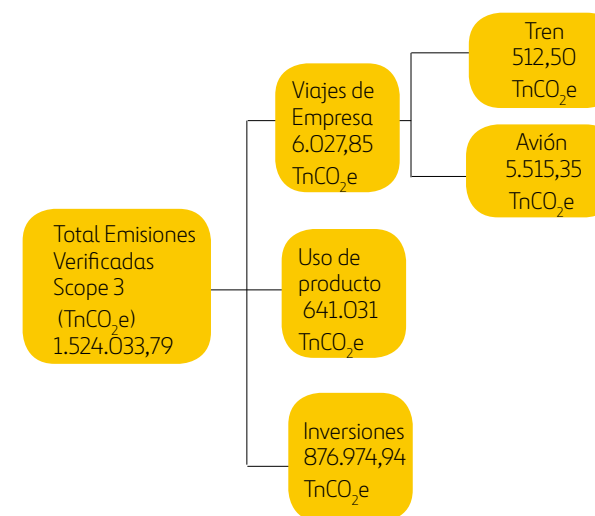 Total Emisiones
Verificadas
Scope 3
(TnCO₂e)
1.524.033,79
Viajes de
Empresa
6.027,85
TnCO₂e
Tren
512,50
TnCO₂e
Avión
5.515,35
TnCO₂e
Uso de
producto
641.031
TnCO₂e
Inversiones
876.974,94
TnCO₂e